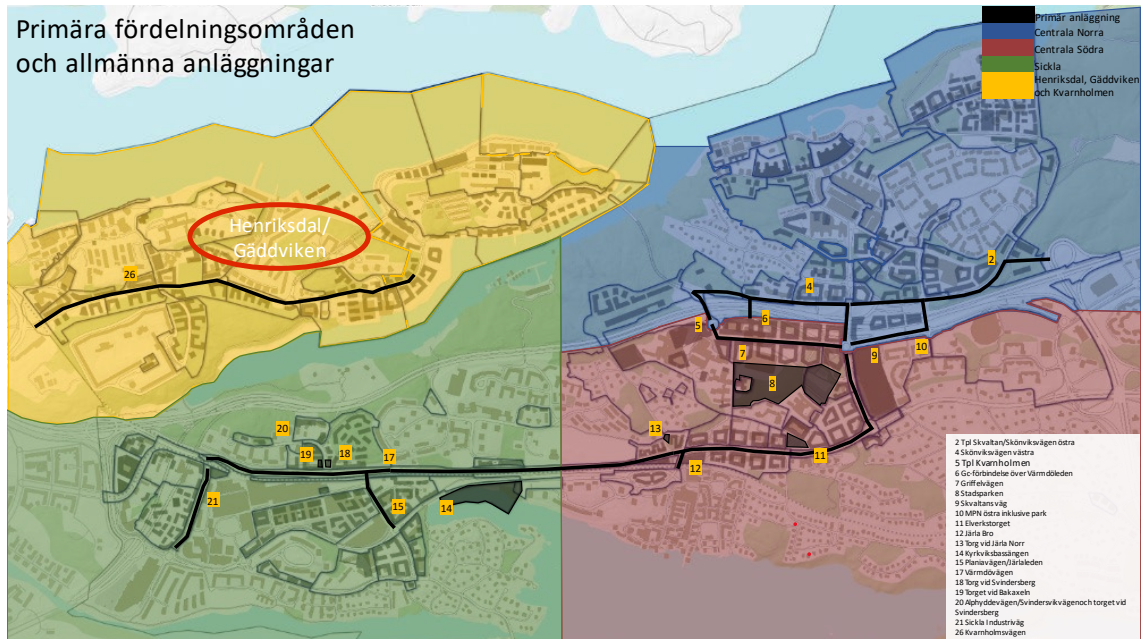 Primära fördelningsområden
och allmänna anläggningar
Primär anläggning
Centrala Norra
Centrala Södra
Sickla
Henriksdal, Gäddviken
och Kvarnholmen
Henriksdal/
Gäddviken
26
2
4
6
5
10
9
7
8
13
20
19
18
17
11
12
21
15
14
2 Tpl Skvaltan/Skönviksvägen östra
4 Skönviksvägen västra
5 Tpl Kvarnholmen
6 Gc-förbindelse över Värmdöleden
7 Griffelvägen
8 Stadsparken
9 Skvaltans väg
10 MPN östra inklusive park
11 Elverkstorget
12 Järla Bro
13 Torg vid Järla Norr
14 Kyrkviksbassängen
15 Planiavägen/Järlaleden
17 Värmdövägen
18 Torg vid Svindersberg
19 Torget vid Bakaxeln
20 Alphyddevägen/Svindersvikvägenoch torget vid
Svindersberg
21 Sickla Industriväg
26 Kvarnholmsvägen